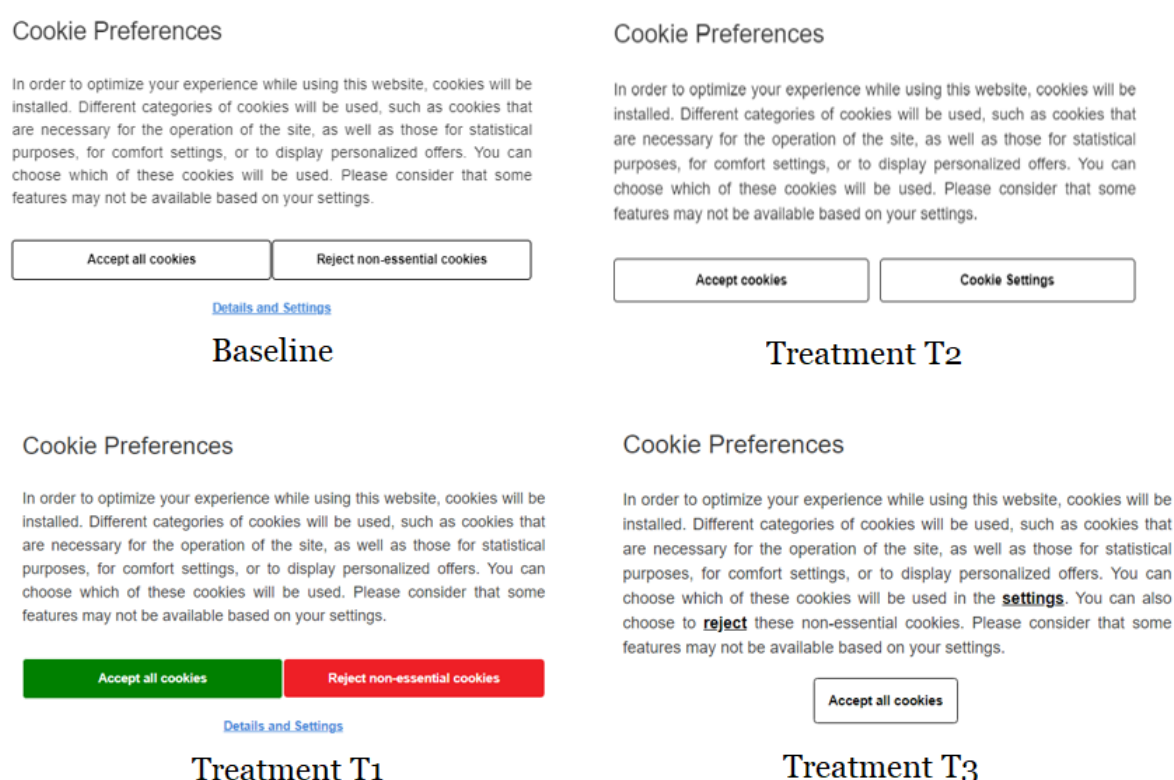 Cookie Preferences
In order to optimize your experience while using this website, cookies will be
installed. Different categories of cookies will be used, such as cookies that
are necessary for the operation of the site, as well as those for statistical
purposes, for comfort settings, or to display personalized offers. You can
choose which of these cookies will be used. Please consider that some
features may not be available based on your settings.
Accept all cookies Reject non-essential cookies
Details and Settings
Baseline
Cookie Preferences
In order to optimize your experience while using this website, cookies will be
installed. Different categories of cookies will be used, such as cookies that
are necessary for the operation of the site, as well as those for statistical
purposes, for comfort settings, or to display personalized offers. You can
choose which of these cookies will be used. Please consider that some
features may not be available based on your settings.
Accept cookies Cookie Settings
Treatment T2
Cookie Preferences
In order to optimize your experience while using this website, cookies will be
installed. Different categories of cookies will be used, such as cookies that
are necessary for the operation of the site, as well as those for statistical
purposes, for comfort settings, or to display personalized offers. You can
choose which of these cookies will be used. Please consider that some
features may not be available based on your settings.
Accept all cookies Reject non-essential cookies
Details and Settings
Treatment T1
Cookie Preferences
In order to optimize your experience while using this website, cookies will be
installed. Different categories of cookies will be used, such as cookies that
are necessary for the operation of the site, as well as those for statistical
purposes, for comfort settings, or to display personalized offers. You can
choose which of these cookies will be used in the settings. You can also
choose to reject these non-essential cookies. Please consider that some
features may not be available based on your settings.
Accept all cookies
Treatment T3